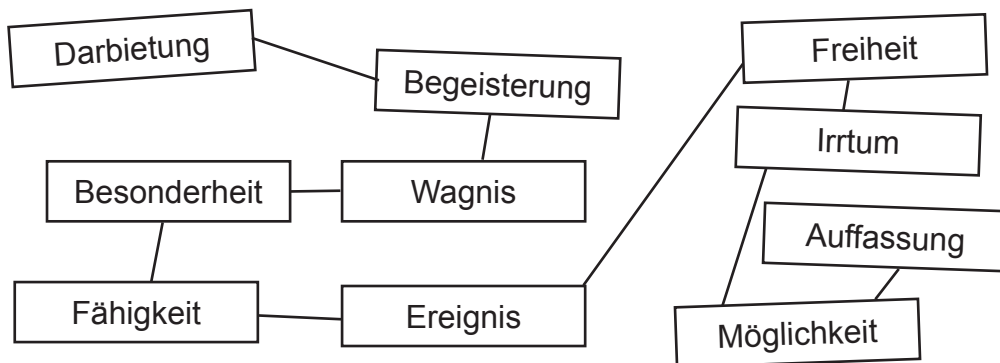 Darbietung
Freiheit
Begeisterung
Irrtum
Besonderheit
Wagnis
Auffassung
Fähigkeit
Ereignis
Möglichkeit